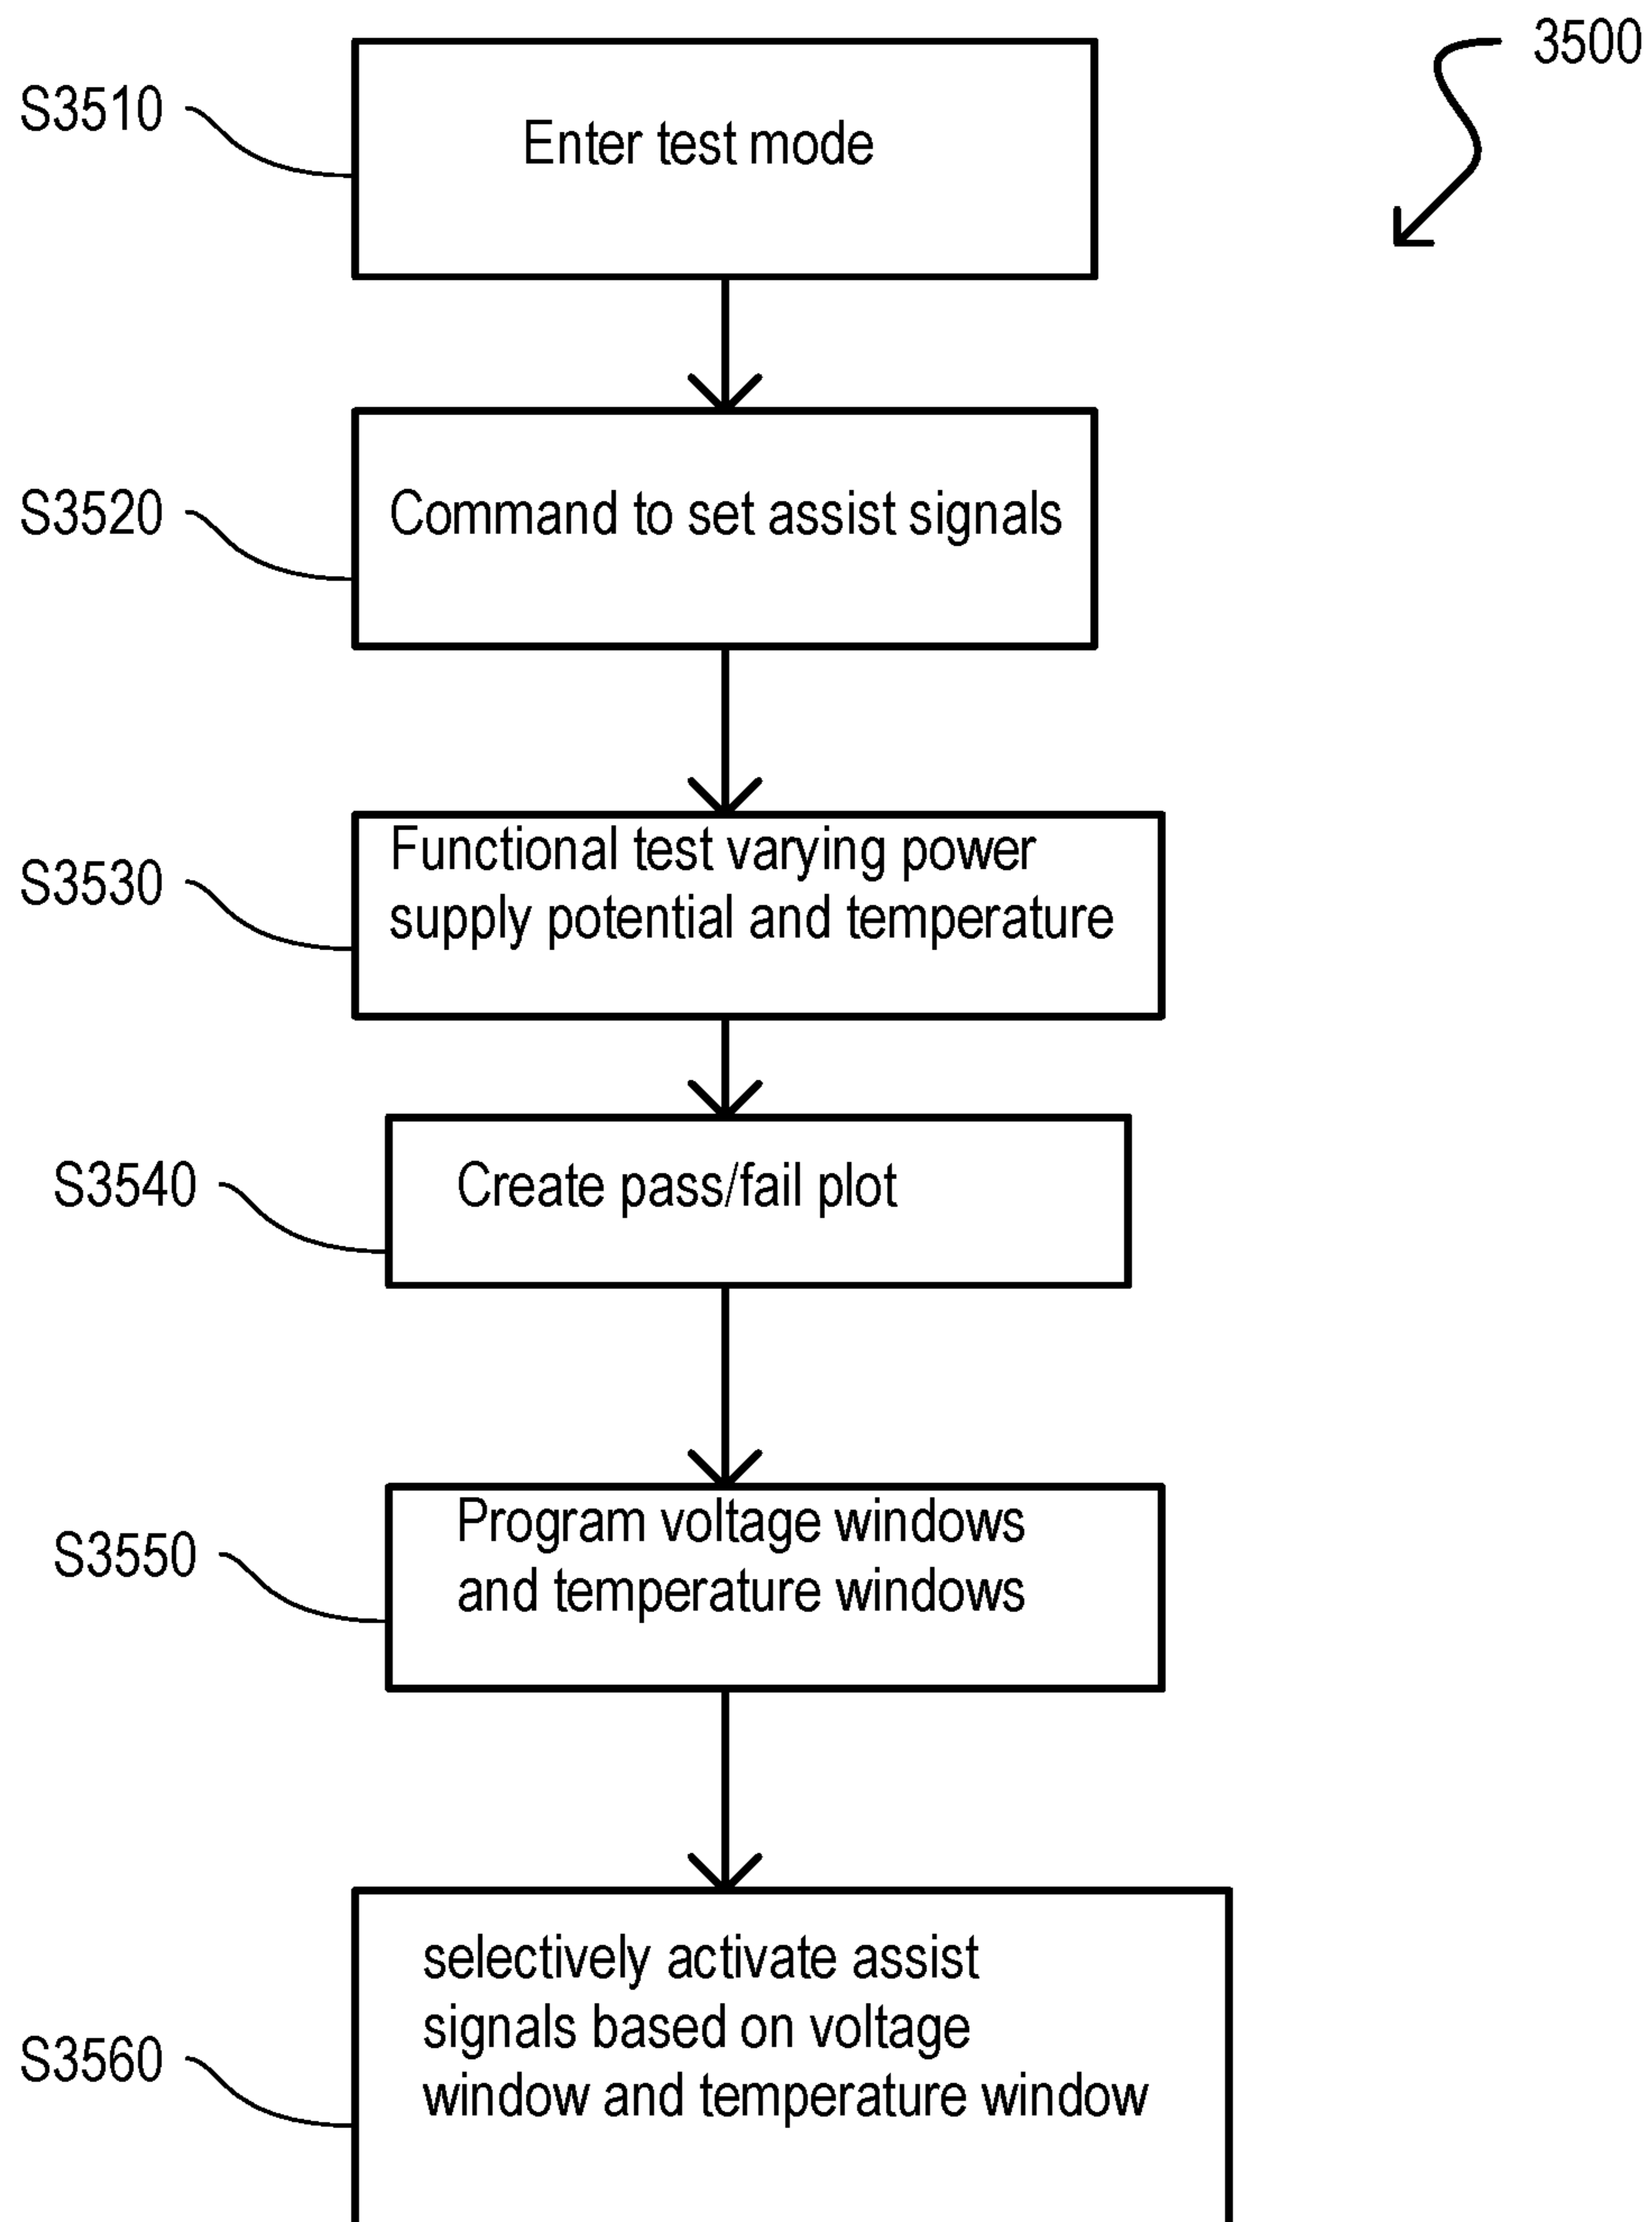 3500
S3510
Enter test mode
S3520
Command to set assist signals
S3530
Functional test varying power
supply potential and temperature
S3540
Create pass/fail plot
S3550
Program voltage windows
and temperature windows
S3560
selectively activate assist
signals based on voltage
window and temperature window